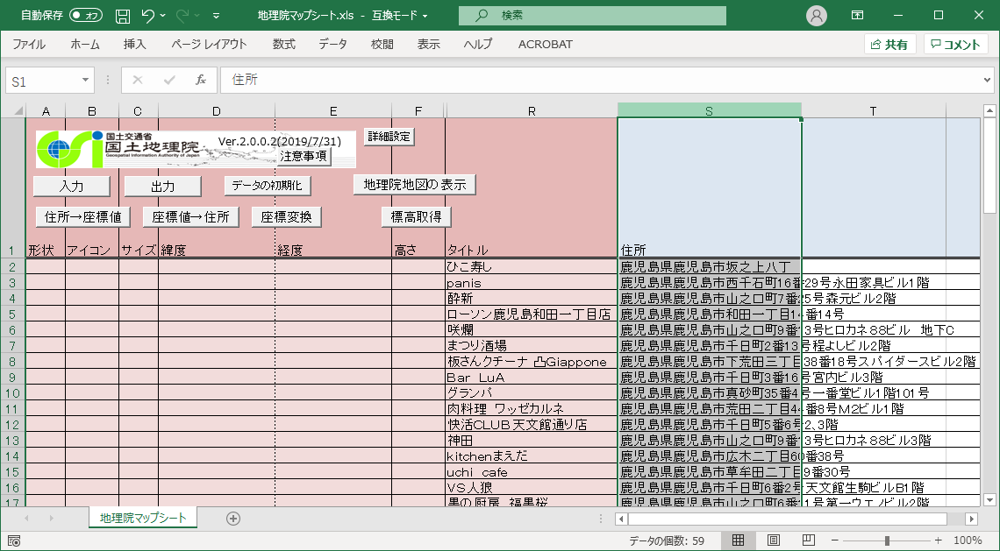 自動保存 オフ 地理院マップシート.xls - 互換モード 検索
ファイル ホーム 挿入 ページ レイアウト 数式 データ 校閲 表示 ヘルプ ACROBAT 共有 コメント
S1 fx 住所
A B C D E F R S T
国土交通省
国土地理院
Geospatial Information Authority of Japan
Ver.2.0.0.2(2019/7/31)
注意事項
詳細設定
入力 出力 データの初期化 地理院地図の表示
住所→座標値 座標値→住所 座標変換 標高取得
1 形状 アイコン サイズ 緯度 経度 高さ タイトル 住所
2 ひこ寿し 鹿児島県鹿児島市坂之上八丁
3 panis 鹿児島県鹿児島市西千石町16番29号永田家具ビル1階
4 酔新 鹿児島県鹿児島市山之口町7番25号森元ビル2階
5 ローソン鹿児島和田一丁目店 鹿児島県鹿児島市和田一丁目14番14号
6 咲爛 鹿児島県鹿児島市山之口町9番13号ヒロカネ88ビル 地下C
7 まつり酒場 鹿児島県鹿児島市千日町2番13号程よしビル2階
8 板さんクチーナ 凸Giappone 鹿児島県鹿児島市下荒田三丁目38番18号スパイダースビル2階
9 Bar LuA 鹿児島県鹿児島市千日町3番16号宮内ビル3階
10 グランパ 鹿児島県鹿児島市真砂町35番4号一番堂ビル1階101号
11 肉料理 ワッゼカルネ 鹿児島県鹿児島市荒田二丁目44番8号M2ビル1階
12 快活CLUB天文館通り店 鹿児島県鹿児島市千日町5番6号2、3階
13 神田 鹿児島県鹿児島市山之口町9番13号ヒロカネ88ビル3階
14 kitchenまえだ 鹿児島県鹿児島市広木二丁目60番38号
15 uchi cafe 鹿児島県鹿児島市草牟田二丁目9番30号
16 VS人狼 鹿児島県鹿児島市千日町6番2号天文館生駒ビルB1階
17 黒の厨房 福黒桜 鹿児島県鹿児島市山之口町6番11号第一ウエノビル2階
地理院マップシート
データの個数: 59 100%